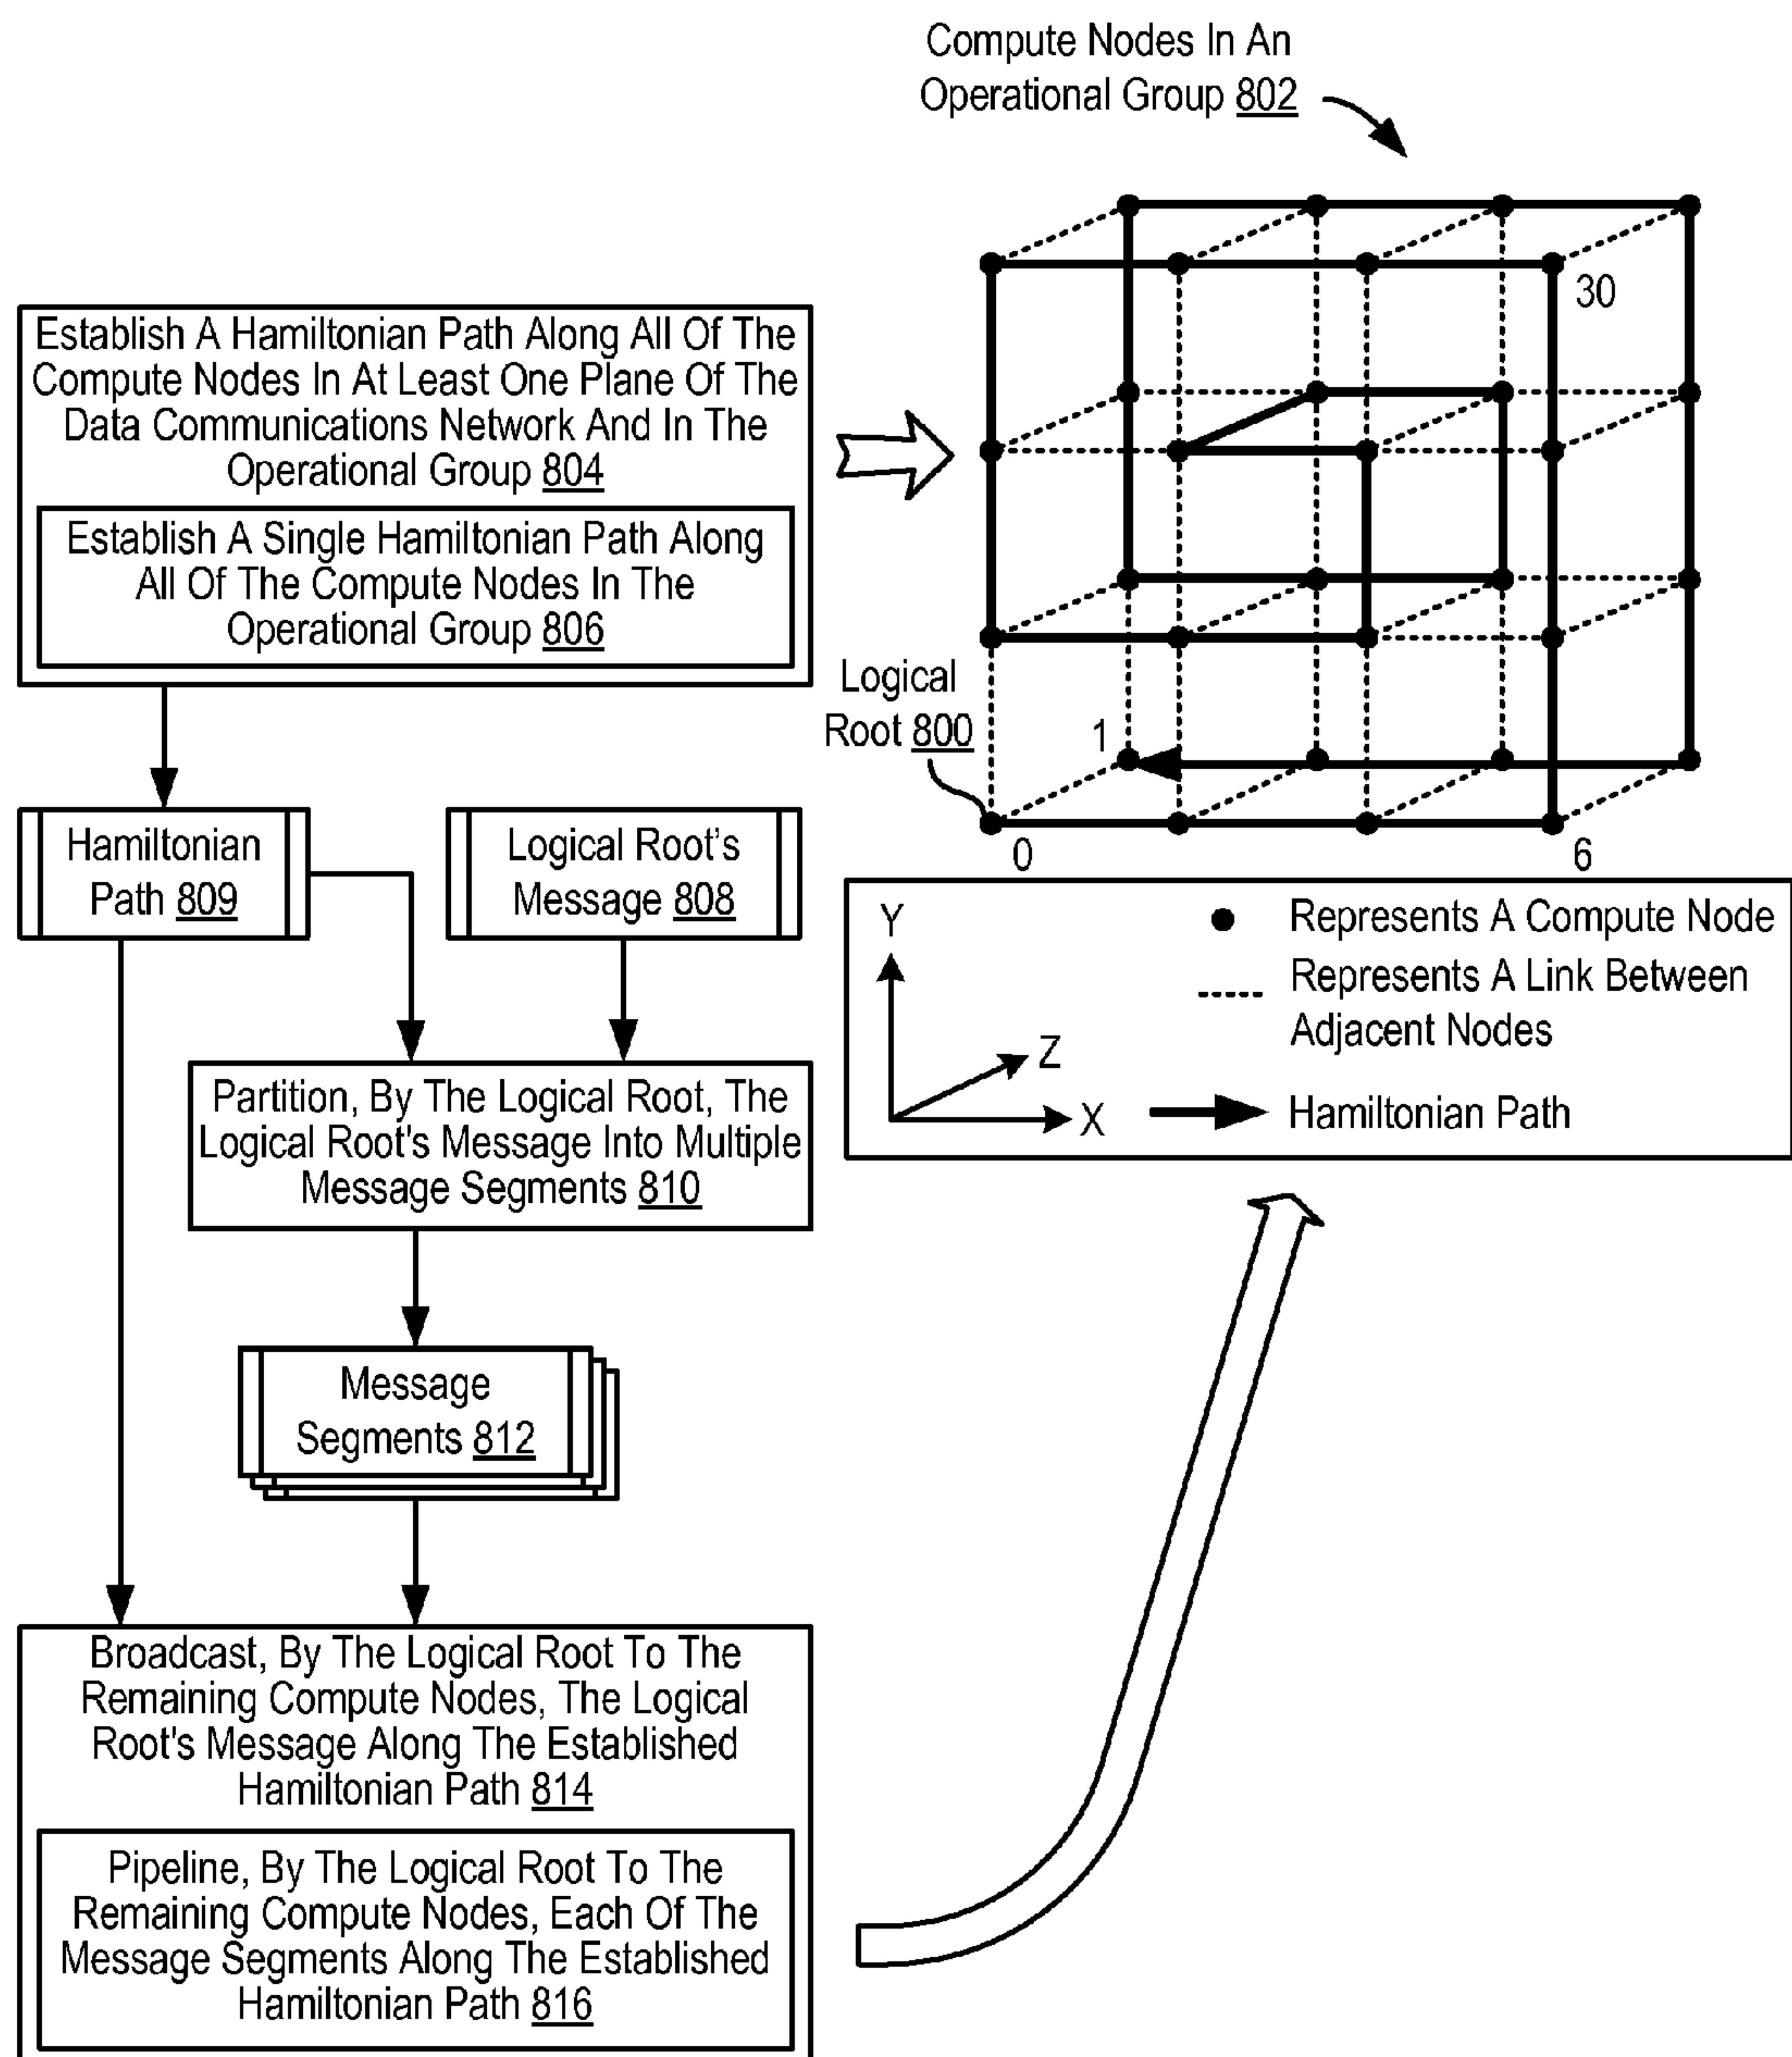 Compute Nodes In An
Operational Group 802
30
Establish A Hamiltonian Path Along All Of The
Compute Nodes In At Least One Plane Of The
Data Communications Network And In The
Operational Group 804
Establish A Single Hamiltonian Path Along
All Of The Compute Nodes In The
Operational Group 806
Logical
Root 800
1
0
6
Hamiltonian
Path 809
Logical Root's
Message 808
Y
Z
X
Represents A Compute Node
Represents A Link Between
Adjacent Nodes
Hamiltonian Path
Partition, By The Logical Root, The
Logical Root's Message Into Multiple
Message Segments 810
Message
Segments 812
Broadcast, By The Logical Root To The
Remaining Compute Nodes, The Logical
Root's Message Along The Established
Hamiltonian Path 814
Pipeline, By The Logical Root To The
Remaining Compute Nodes, Each Of The
Message Segments Along The Established
Hamiltonian Path 816